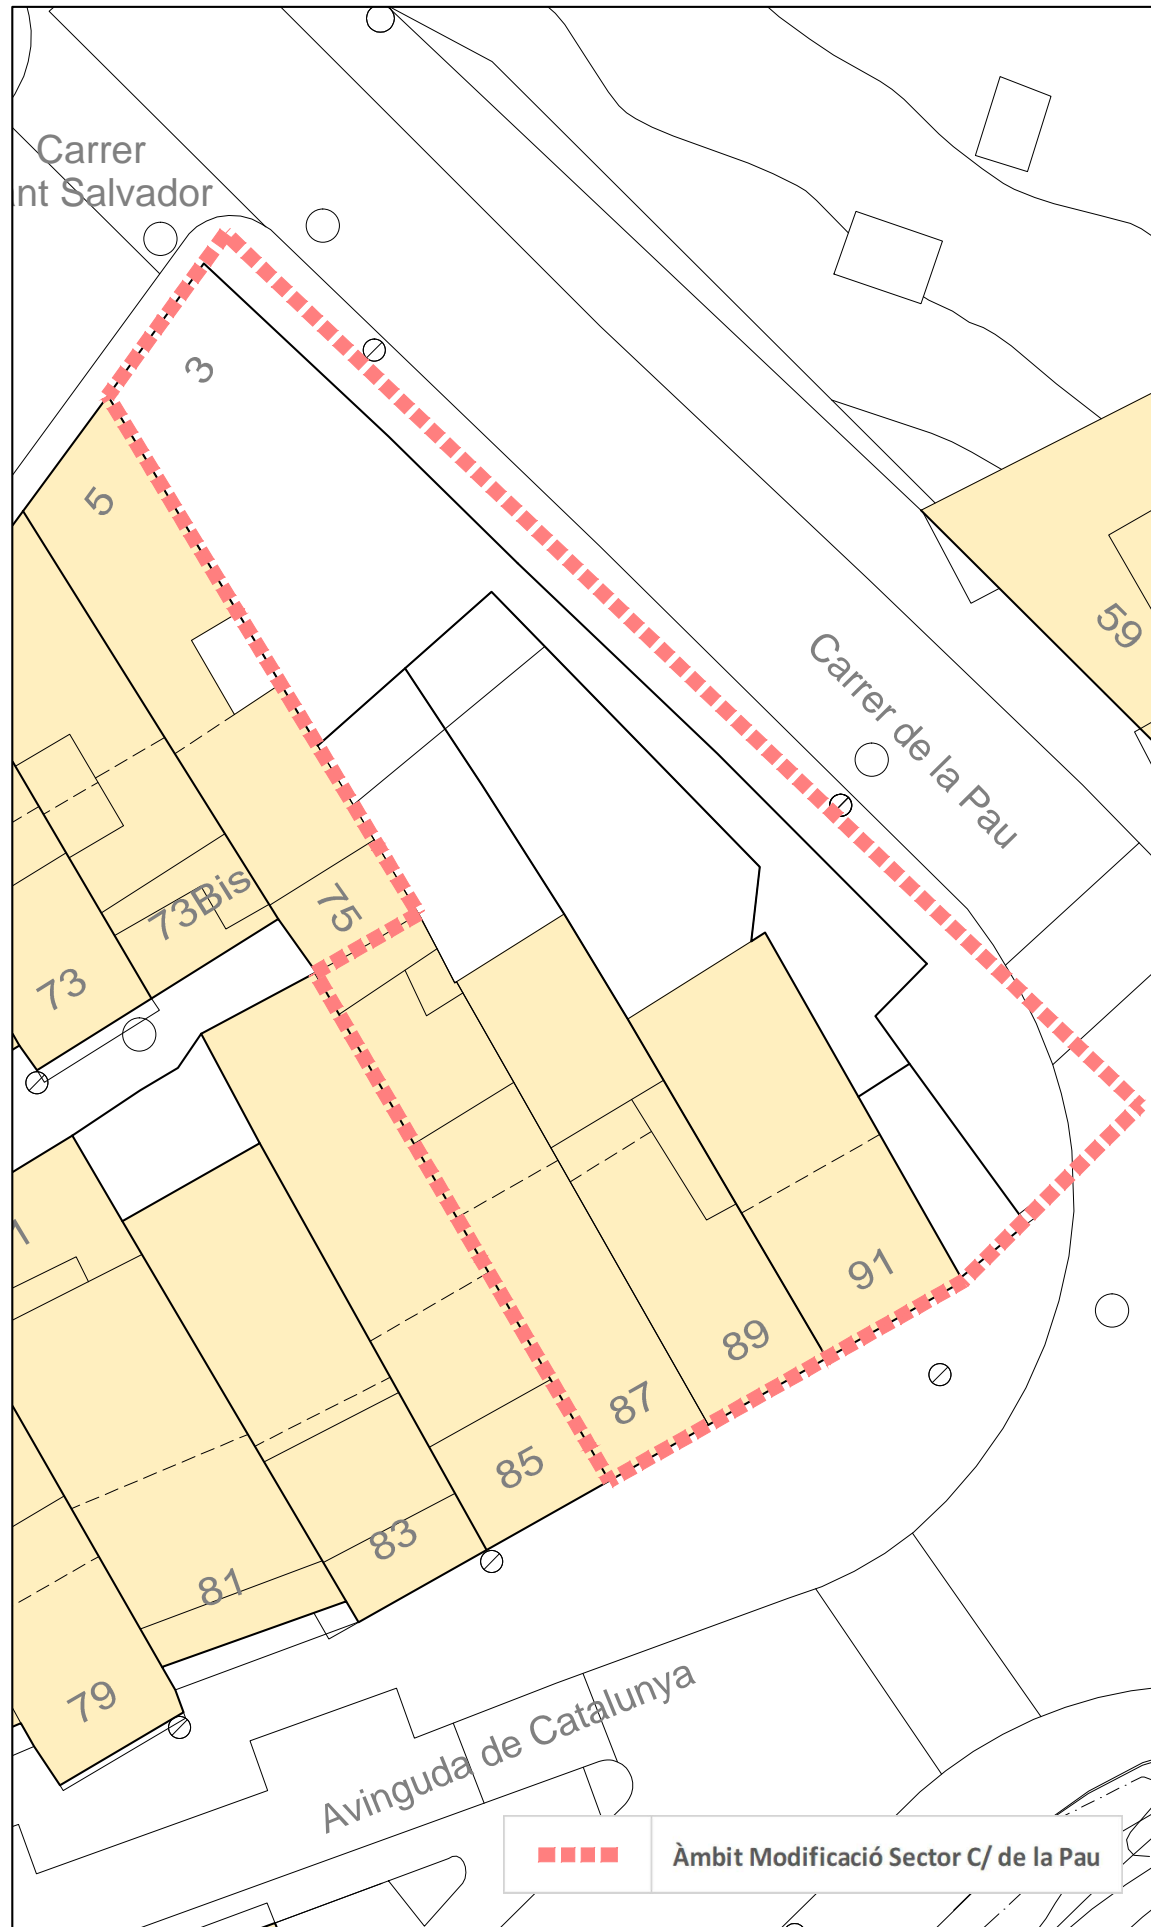 Carrer
nt Salvador
3
5
59
Carrer de la Pau
75
73Bis
73
1
91
89
87
85
83
81
79
Avinguda de Catalunya
Àmbit Modificació Sector C/ de la Pau